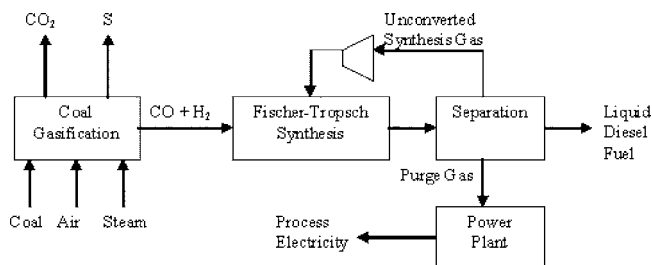 CO2
S
Unconverted
Synthesis Gas
Coal
Gasification
CO + H2
Fischer-Tropsch
Synthesis
Separation
Liquid
Diesel
Fuel
Purge Gas
Coal
Air
Steam
Process
Electricity
Power
Plant